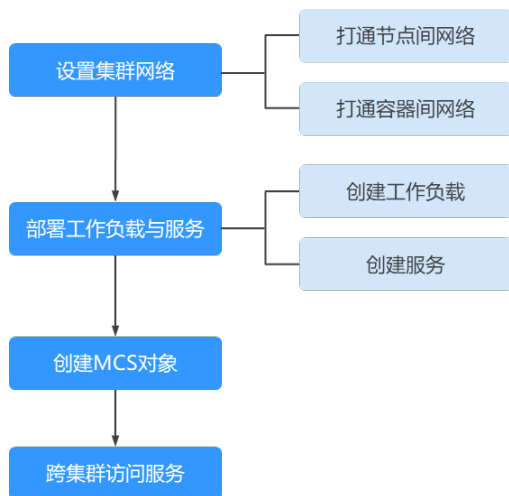 设置集群网络
打通节点间网络
打通容器间网络
部署工作负载与服务
创建工作负载
创建服务
创建MCS对象
跨集群访问服务